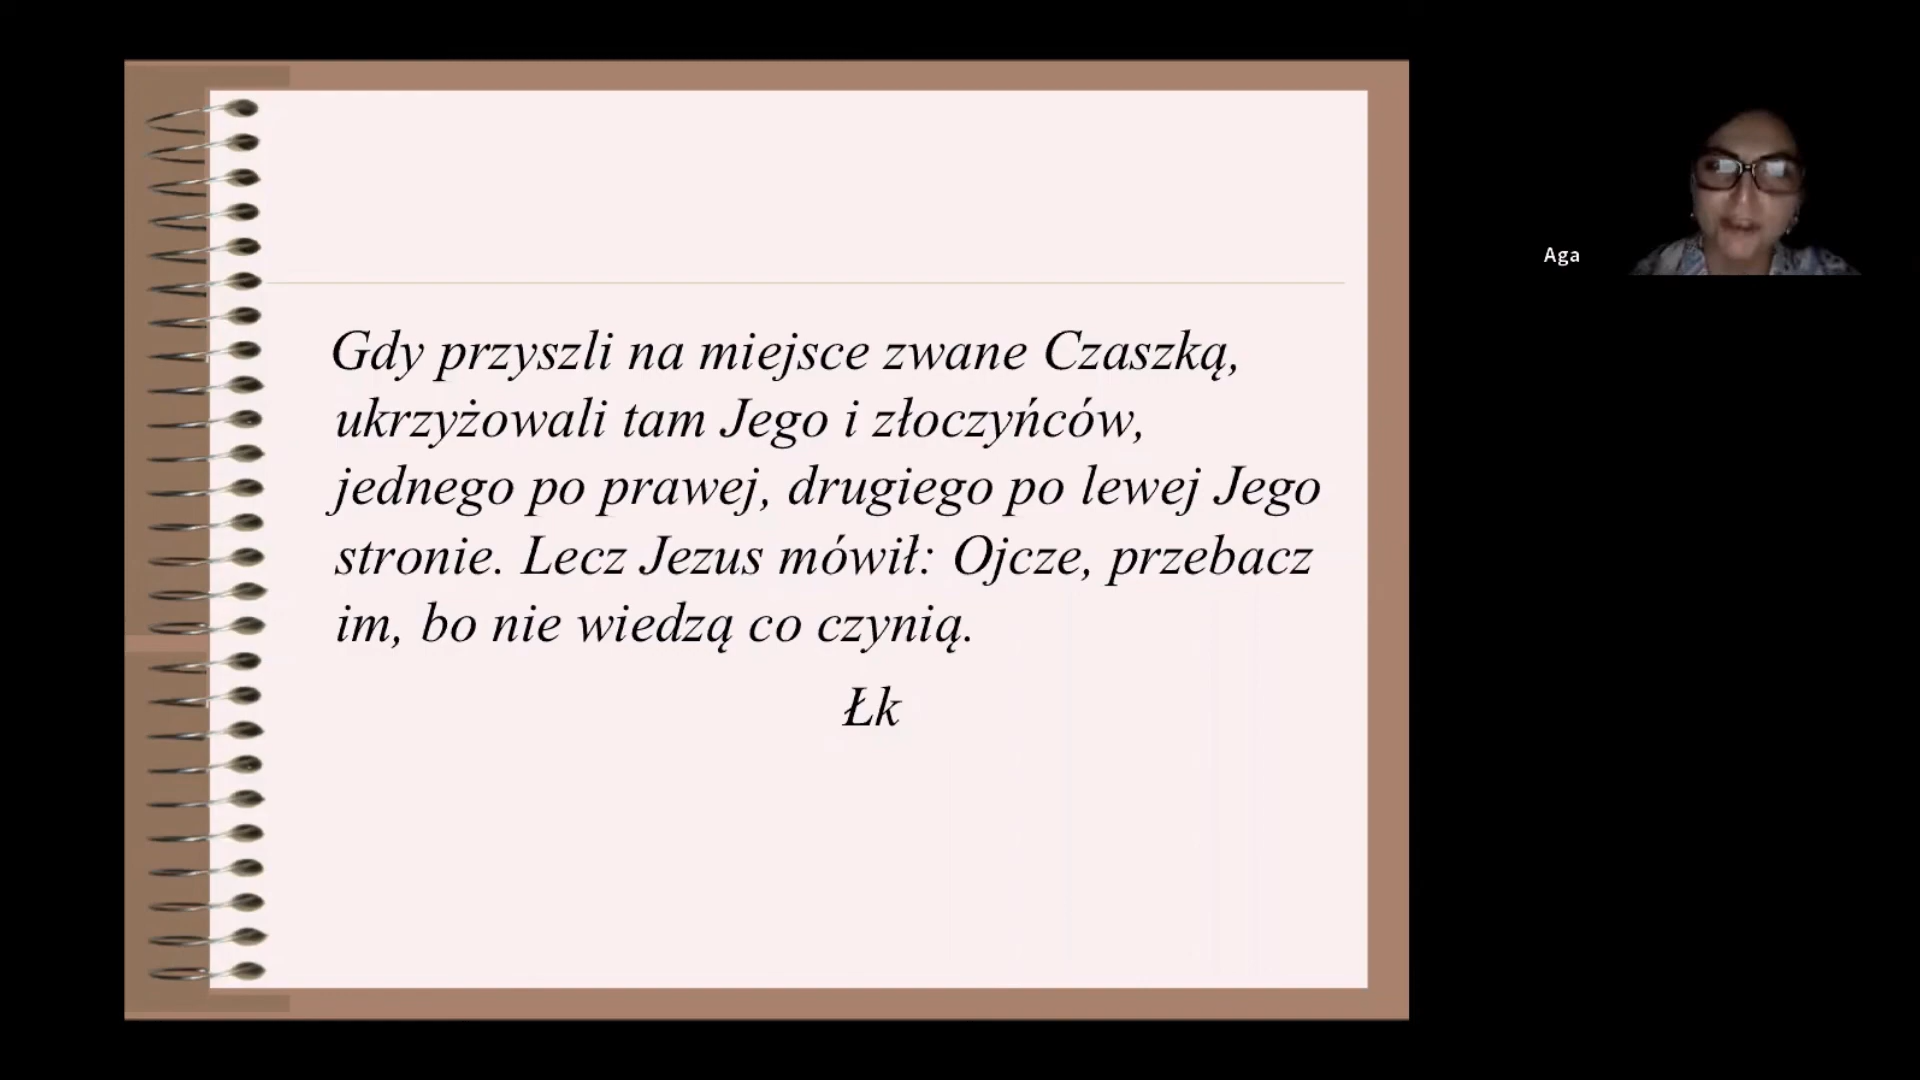 Gdy przyszli na miejsce zwane Czaszką,
ukrzyżowali tam Jego i złoczyńców,
jednego po prawej, drugiego po lewej Jego
stronie. Lecz Jezus mówił: Ojcze, przebacz
im, bo nie wiedzą co czynią.
Łk
Aga